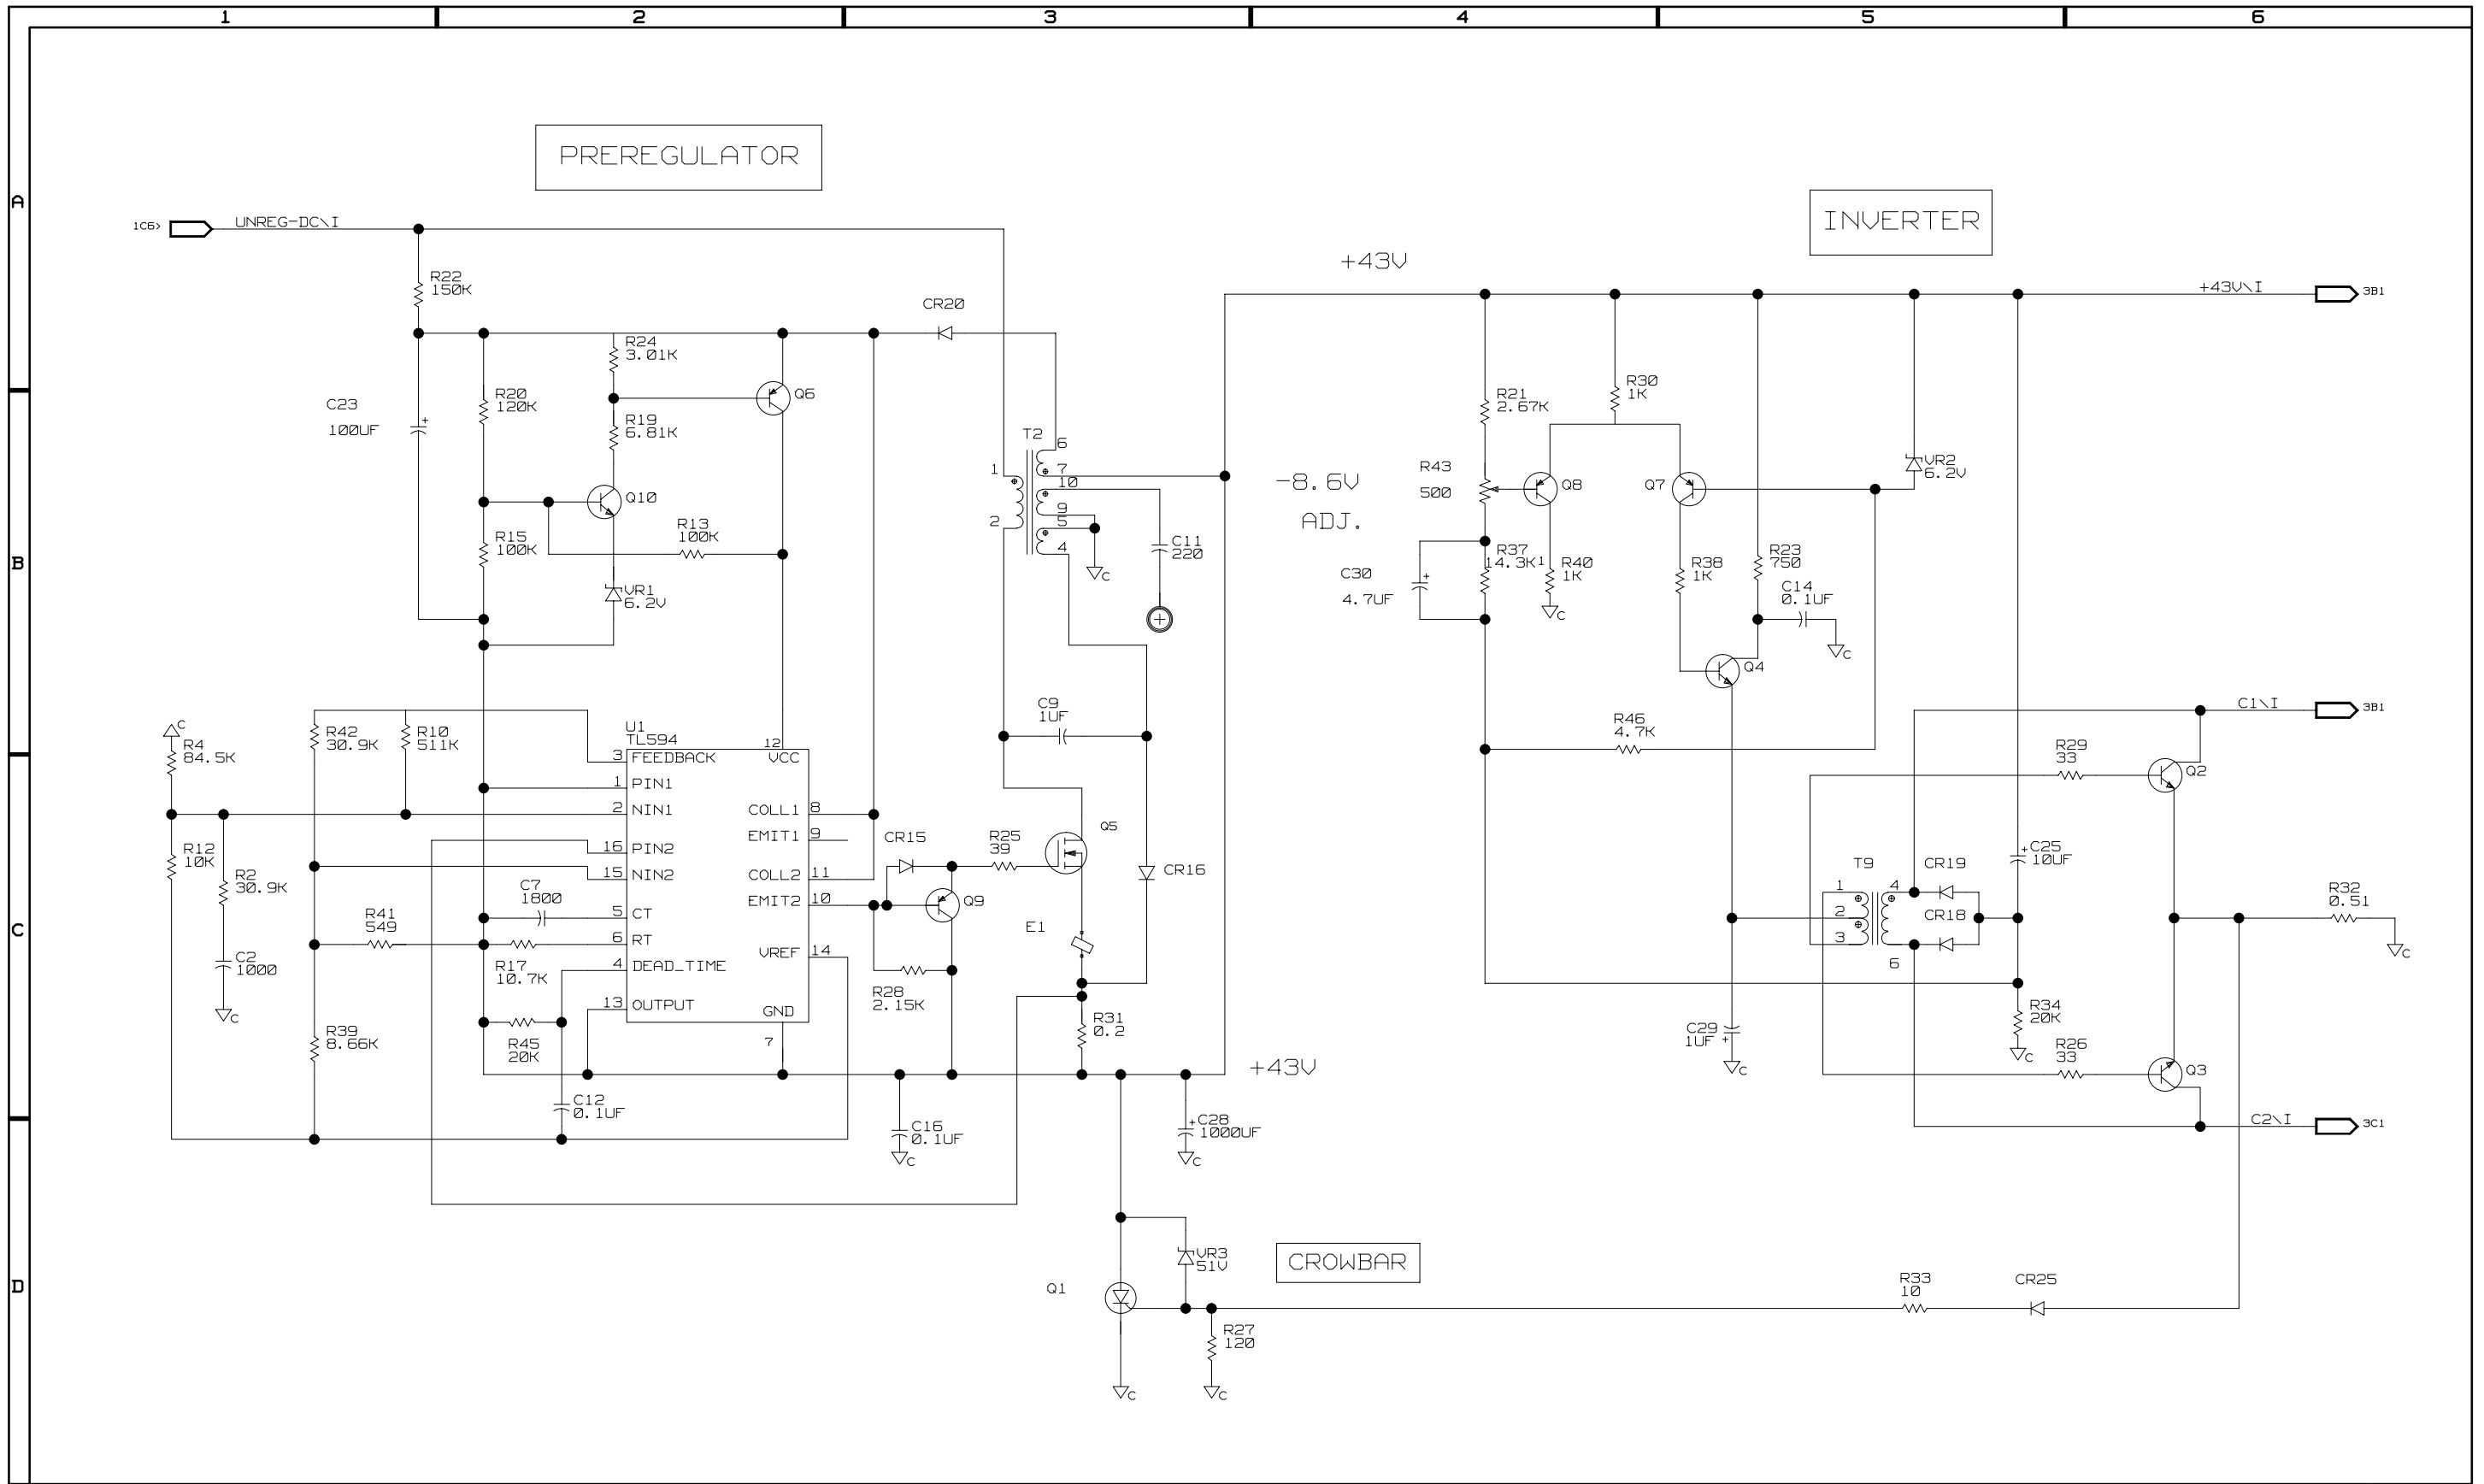 1 2 3 4 5 6
A
B
C
D
PREREGULATOR
INVERTER
CROWBAR
1C6>
UNREG-DC\I
R22
150K
CR20
R24
3.01K
C23
100UF
R20
120K
Q6
R19
6.81K
Q10
R15
100K
R13
100K
VR1
6.2V
T2
1
2
6
7
10
9
5
4
C
C11
220
C9
1UF
C
R4
84.5K
R42
30.9K
R10
511K
U1
TL594
12
3 FEEDBACK VCC
1 PIN1
2 NIN1
COLL1 8
EMIT1 9
16 PIN2
15 NIN2
COLL2 11
EMIT2 10
5 CT
6 RT
VREF 14
4 DEAD_TIME
13 OUTPUT
GND
7
R12
10K
R2
30.9K
C2
1000
C
R41
549
C7
1800
R17
10.7K
R39
8.66K
R45
20K
C12
0.1UF
CR15
R25
39
Q5
Q9
CR16
E1
R28
2.15K
R31
0.2
+43V
C16
0.1UF
C
+C28
1000UF
C
VR3
51V
Q1
C
R27
120
C
R33
10
CR25
+43V
+43V\I
3B1
R21
2.67K
R30
1K
R43
500
Q8
Q7
VR2
6.2V
-8.6V
ADJ.
R37
14.3K1
R40
1K
C
R38
1K
R23
750
C30
+
4.7UF
C14
0.1UF
C
Q4
R46
4.7K
C1\I
3B1
R29
33
Q2
T9
1
2
3
4
6
CR19
CR18
+C25
10UF
R32
0.51
C
C29
1UF +
C
R34
20K
C
R26
33
Q3
C2\I
3C1
+